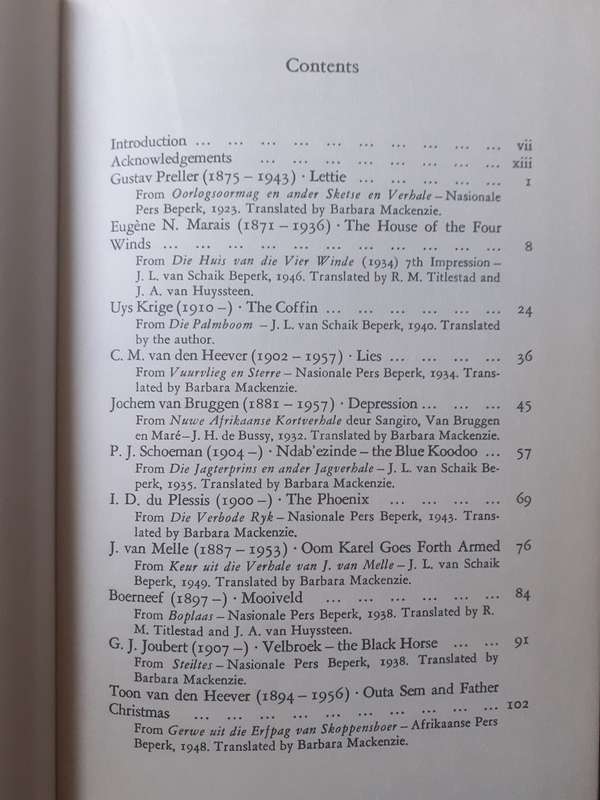 Contents
Introduction ... ... ... ... ... ... ... ... ... ... vii
Acknowledgements ... ... ... ... ... ... ... ... xiii
Gustav Preller (1875 – 1943) · Lettie ... ... ... ... ... 1
From Oorlogsoormag en ander Sketse en Verhale – Nasionale
Pers Beperk, 1923. Translated by Barbara Mackenzie.
Eugène N. Marais (1871 – 1936) · The House of the Four
Winds ... ... ... ... ... ... ... ... ... ... ... 8
From Die Huis van die Vier Winde (1934) 7th Impression –
J. L. van Schaik Beperk, 1946. Translated by R. M. Titlestad and
J. A. van Huyssteen.
Uys Krige (1910 –) · The Coffin ... ... ... ... ... ... 24
From Die Palmboom – J. L. van Schaik Beperk, 1940. Translated
by the author.
C. M. van den Heever (1902 – 1957) · Lies ... ... ... ... 36
From Vuurvlieg en Sterre – Nasionale Pers Beperk, 1934. Trans-
lated by Barbara Mackenzie.
Jochem van Bruggen (1881 – 1957) · Depression ... ... ... 45
From Nuwe Afrikaanse Kortverhale deur Sangiro, Van Bruggen
en Maré – J. H. de Bussy, 1932. Translated by Barbara Mackenzie.
P. J. Schoeman (1904 –) · Ndab'ezinde – the Blue Koodoo ... 57
From Die Jagterprins en ander Jagverhale – J. L. van Schaik Be-
perk, 1935. Translated by Barbara Mackenzie.
I. D. du Plessis (1900 –) · The Phoenix ... ... ... ... 69
From Die Verbode Ryk – Nasionale Pers Beperk, 1943. Trans-
lated by Barbara Mackenzie.
J. van Melle (1887 – 1953) · Oom Karel Goes Forth Armed 76
From Keur uit die Verhale van J. van Melle – J. L. van Schaik
Beperk, 1949. Translated by Barbara Mackenzie.
Boerneef (1897 –) · Mooiveld ... ... ... ... ... ... 84
From Boplaas – Nasionale Pers Beperk, 1938. Translated by R.
M. Titlestad and J. A. van Huyssteen.
G. J. Joubert (1907 –) · Velbroek – the Black Horse ... ... 91
From Steiltes – Nasionale Pers Beperk, 1938. Translated by
Barbara Mackenzie.
Toon van den Heever (1894 – 1956) · Outa Sem and Father
Christmas ... ... ... ... ... ... ... ... ... ... 102
From Gerwe uit die Erfpag van Skoppensboer – Afrikaanse Pers
Beperk, 1948. Translated by Barbara Mackenzie.